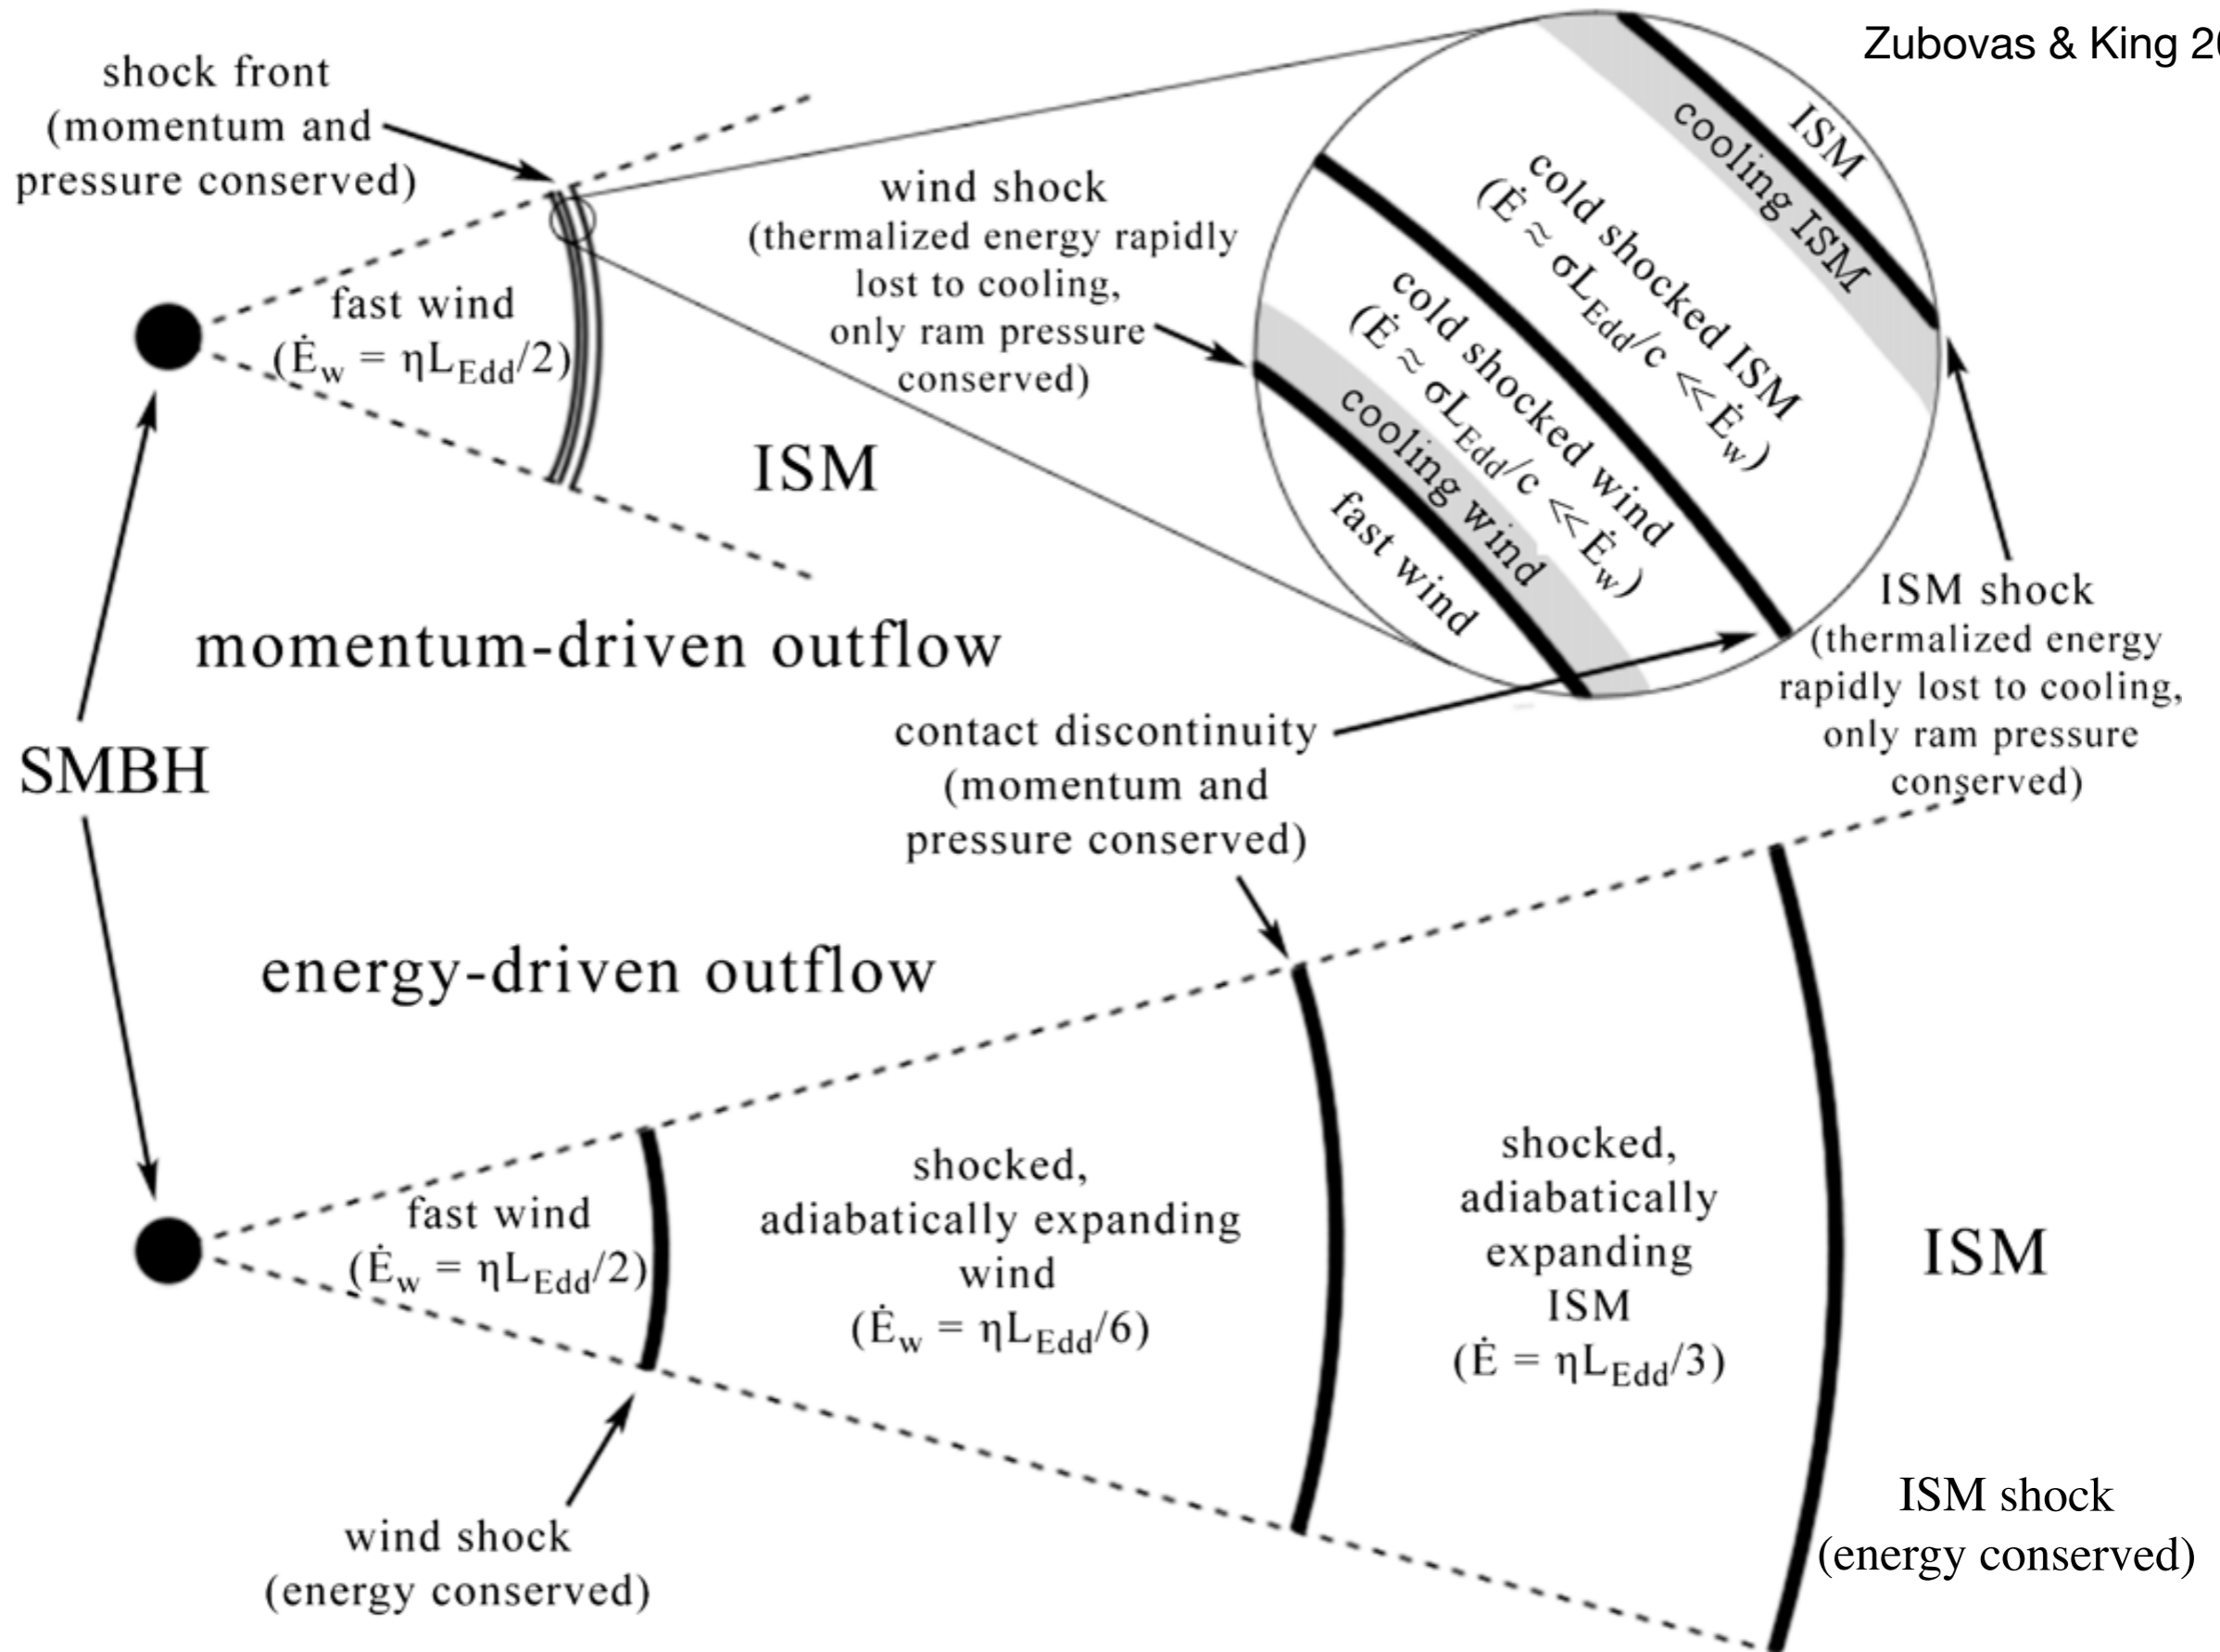 Zubovas & King 20
shock front
(momentum and
pressure conserved)
fast wind
(Ėw = ηLEdd/2)
ISM
wind shock
(thermalized energy rapidly
lost to cooling,
only ram pressure
conserved)
ISM
cooling ISM
cold shocked ISM
(Ė ≈ σLEdd/c << Ėw)
cold shocked wind
(Ė ≈ σLEdd/c << Ėw)
cooling wind
fast wind
ISM shock
(thermalized energy
rapidly lost to cooling,
only ram pressure
conserved)
momentum-driven outflow
SMBH
contact discontinuity
(momentum and
pressure conserved)
energy-driven outflow
fast wind
(Ėw = ηLEdd/2)
shocked,
adiabatically expanding
wind
(Ėw = ηLEdd/6)
shocked,
adiabatically
expanding
ISM
(Ė = ηLEdd/3)
ISM
wind shock
(energy conserved)
ISM shock
(energy conserved)